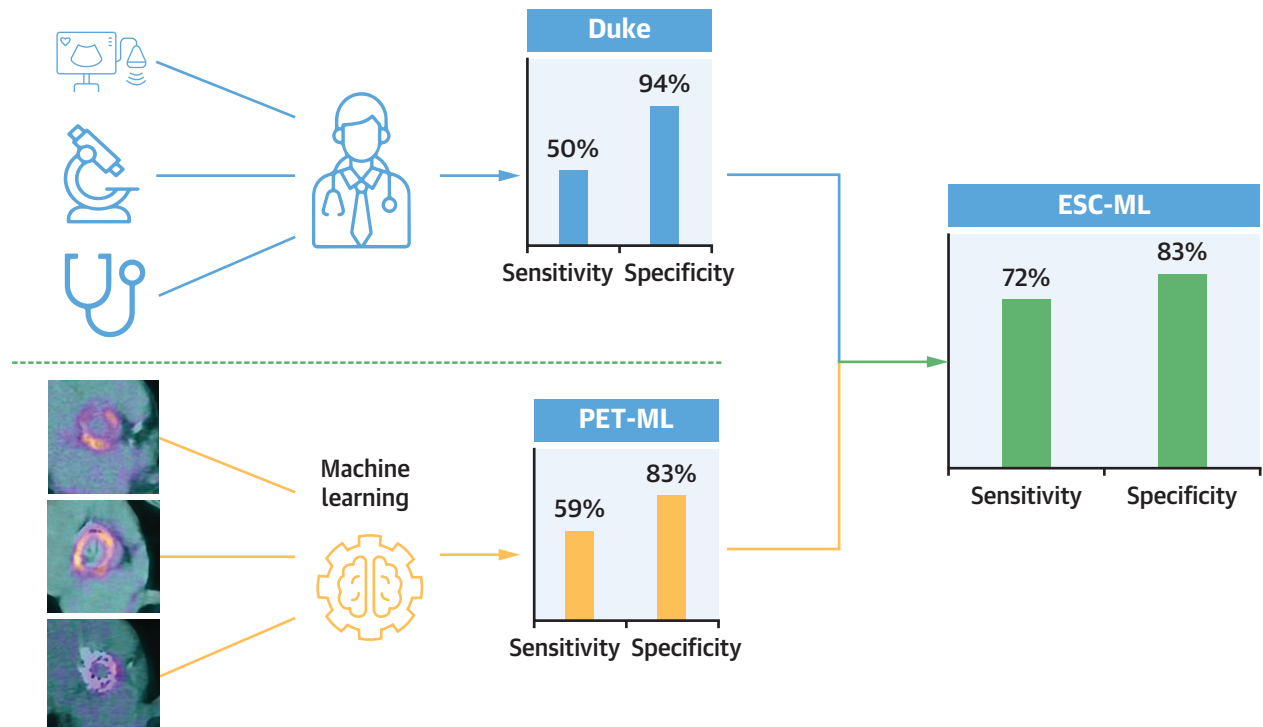 Duke
94%
50%
Sensitivity Specificity
ESC-ML
83%
72%
Sensitivity Specificity
PET-ML
Machine
learning
83%
59%
Sensitivity Specificity